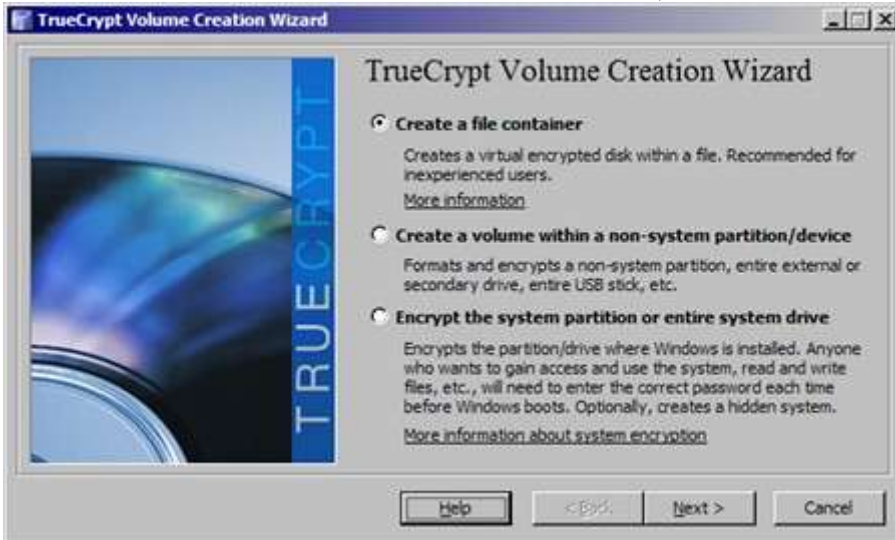 TrueCrypt Volume Creation Wizard
TRUECRYPT
TrueCrypt Volume Creation Wizard
Create a file container
Creates a virtual encrypted disk within a file. Recommended for
inexperienced users.
More information
Create a volume within a non-system partition/device
Formats and encrypts a non-system partition, entire external or
secondary drive, entire USB stick, etc.
Encrypt the system partition or entire system drive
Encrypts the partition/drive where Windows is installed. Anyone
who wants to gain access and use the system, read and write
files, etc., will need to enter the correct password each time
before Windows boots. Optionally, creates a hidden system.
More information about system encryption
Help
< Back
Next >
Cancel